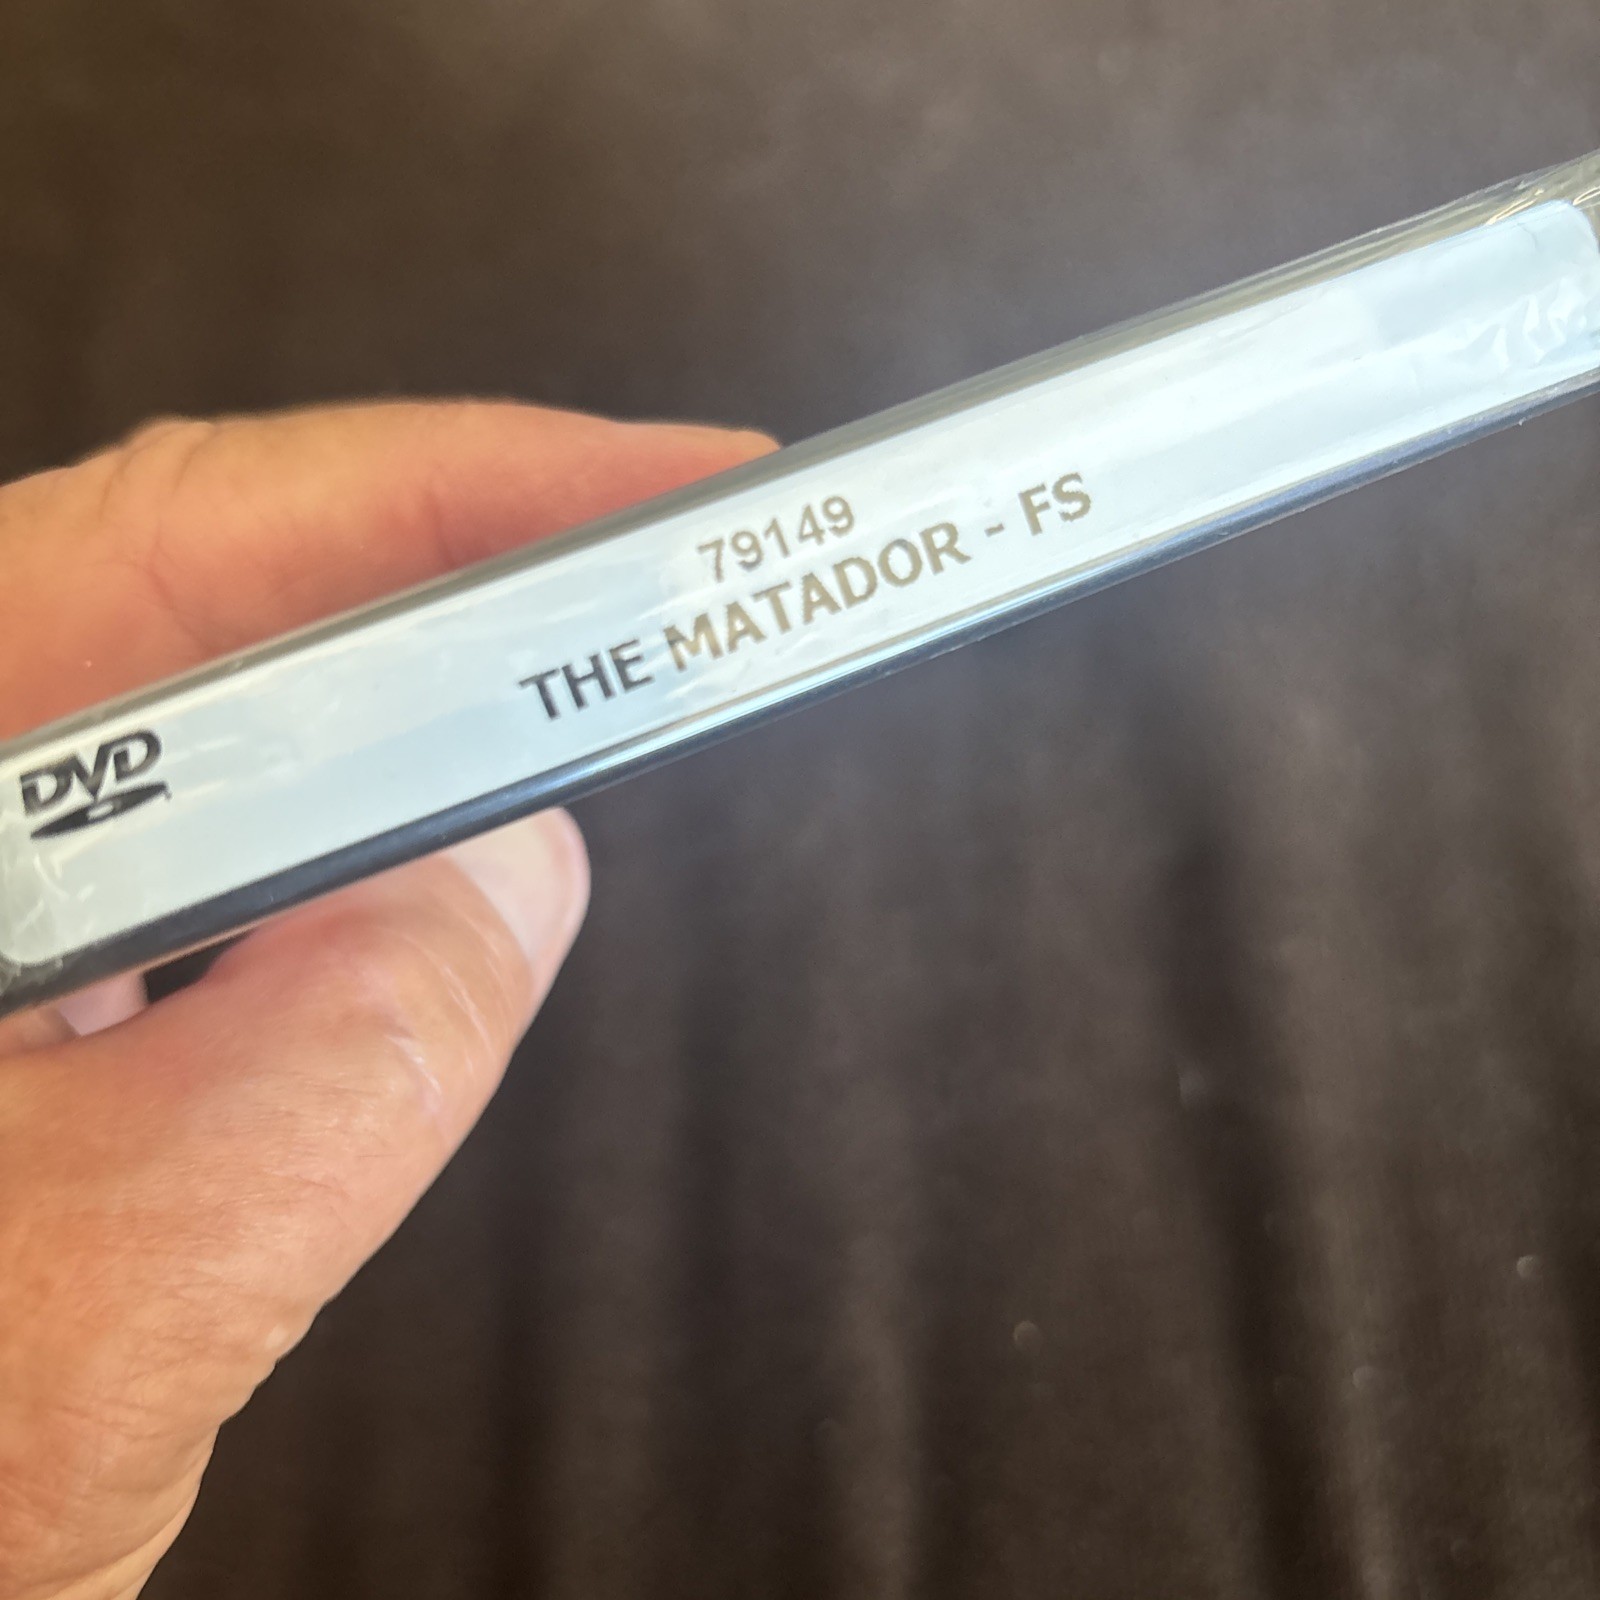 79149
THE MATADOR - FS
DVD